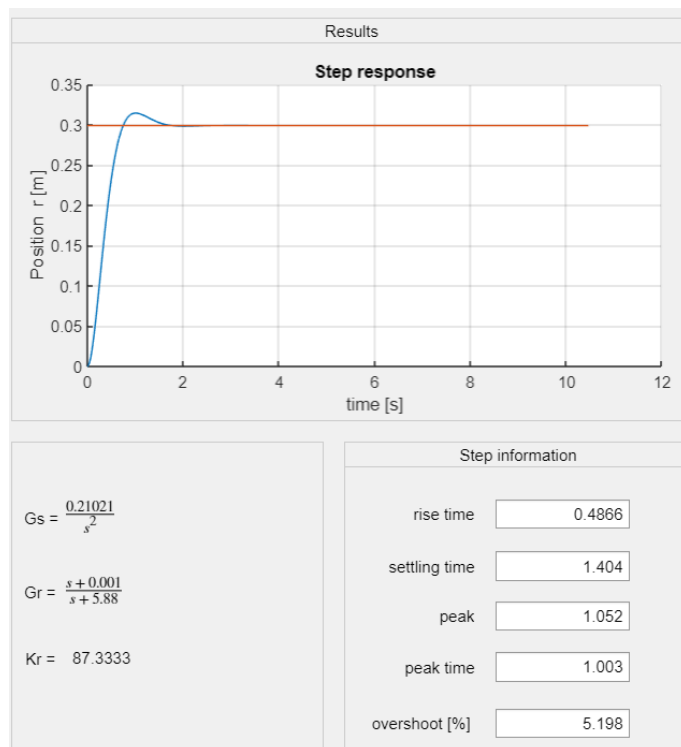 Results
Step response
0.35
0.3
0.25
0.2
0.15
0.1
0.05
0
Position r [m]
0 2 4 6 8 10 12
time [s]
Gs = 0.21021 / s^2
Gr = s + 0.001 / s + 5.88
Kr = 87.3333
Step information
rise time 0.4866
settling time 1.404
peak 1.052
peak time 1.003
overshoot [%] 5.198